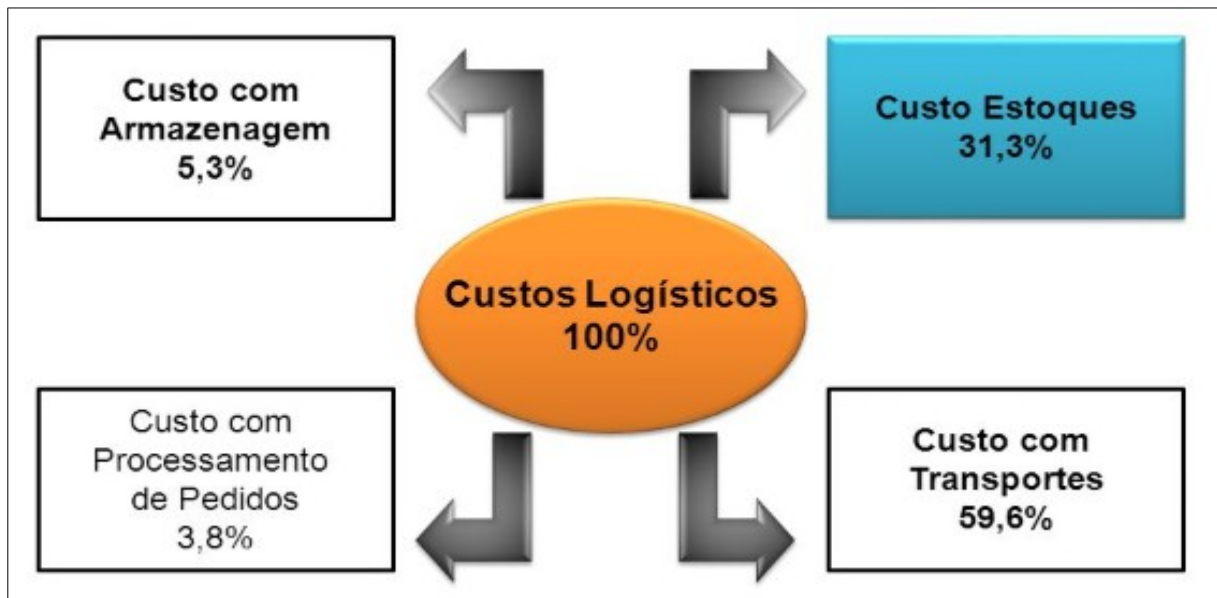 Custo com
Armazenagem
5,3%
Custo Estoques
31,3%
Custos Logísticos
100%
Custo com
Processamento
de Pedidos
3,8%
Custo com
Transportes
59,6%